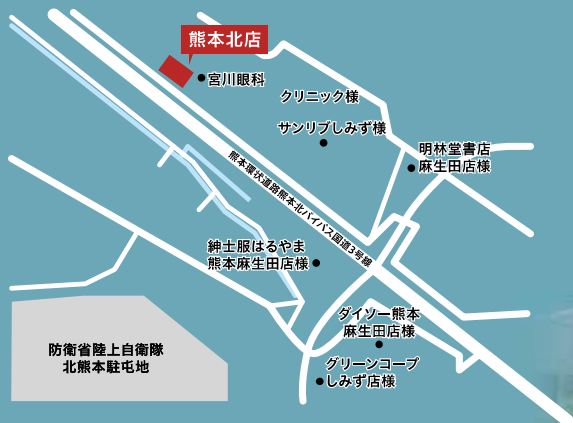 熊本北店
宮川眼科
クリニック様
サンリブしみず様
明林堂書店
麻生田店様
熊本環状道路熊本北バイパス国道3号線
紳士服はるやま
熊本麻生田店様
ダイソー熊本
麻生田店様
グリーンコープ
しみず店様
防衛省陸上自衛隊
北熊本駐屯地